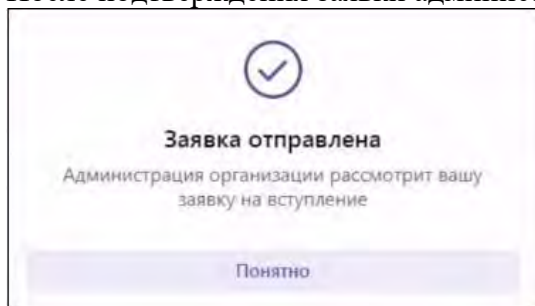 Заявка отправлена
Администрация организации рассмотрит вашу
заявку на вступление
Понятно